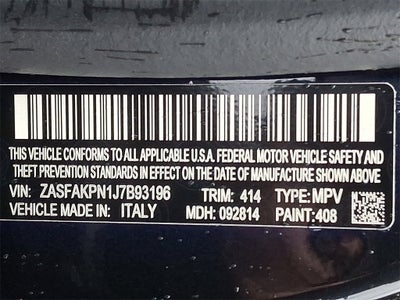 THIS VEHICLE CONFORMS TO ALL APPLICABLE U.S.A. FEDERAL MOTOR VEHICLE SAFETY AND
THEFT PREVENTION STANDARDS IN EFFECT ON THE DATE OF MANUFACTURE SHOWN ABOVE.
VIN: ZASFAKPN1J7B93196 TRIM: 414 TYPE: MPV
VEHICLE MADE IN: ITALY MDH: 092814 PAINT: 408